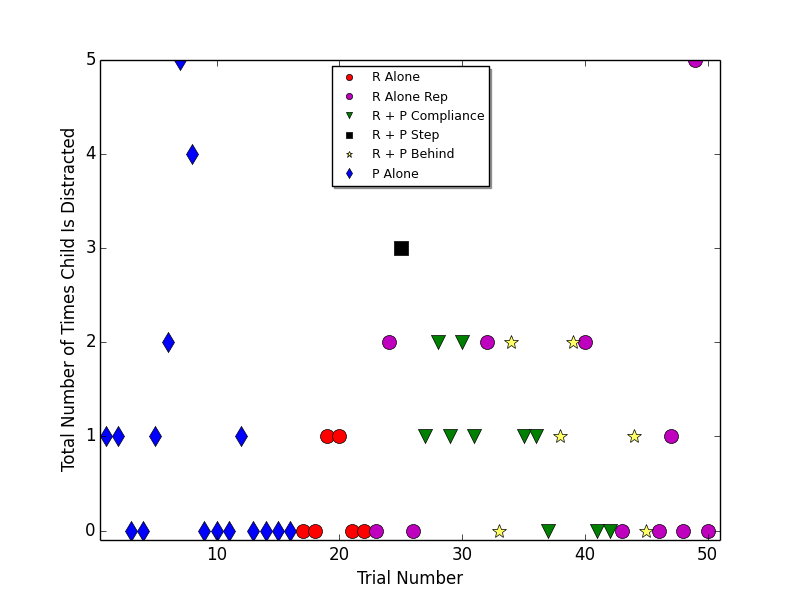 5
4
3
2
1
0
Total Number of Times Child Is Distracted
R Alone
R Alone Rep
R + P Compliance
R + P Step
R + P Behind
P Alone
10 20 30 40 50
Trial Number